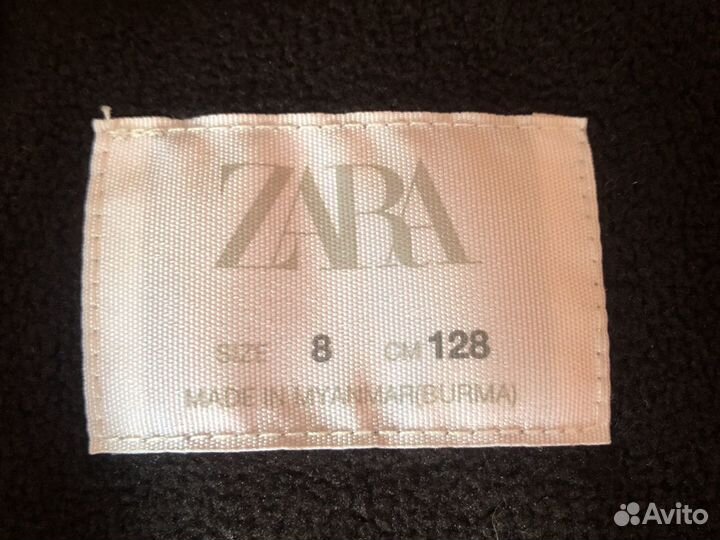 ZARA
SIZE 8 CM 128
MADE IN MYANMAR(BURMA)
Avito